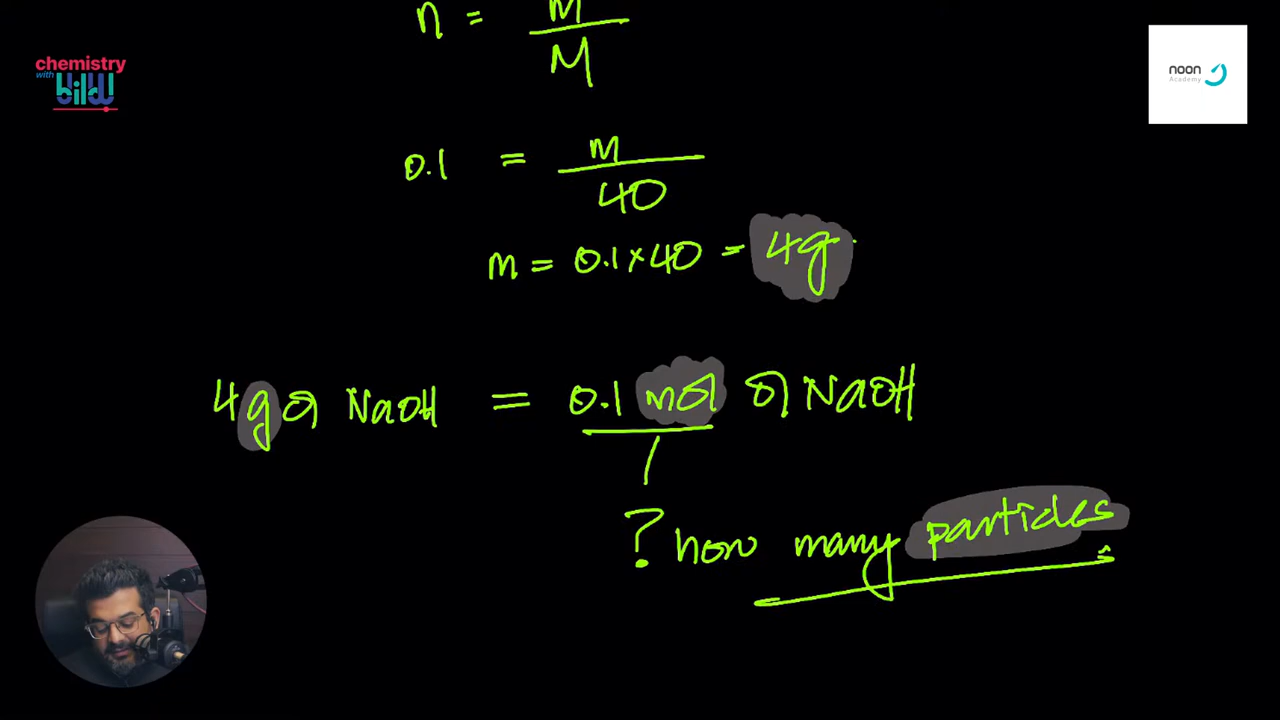 n = m
M
chemistry
with
bilal!
noon
Academy
0.1 = m
40
m = 0.1 x 40 = 4g
4g of NaOH = 0.1 mol of NaOH
? how many particles